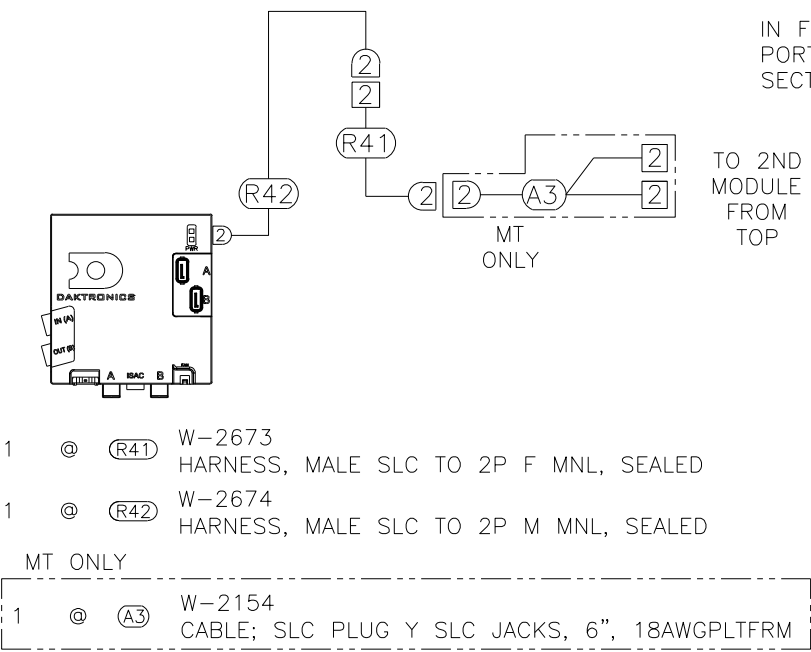 IN F
PORT
SECT
2
2
R41
R42
2
2
A3
2
2
TO 2ND
MODULE
FROM
TOP
MT
ONLY
2
PWR
DAKTRONICS
A
B
IN (A)
OUT (B)
A ISAC B
1 @ R41 W-2673
HARNESS, MALE SLC TO 2P F MNL, SEALED
1 @ R42 W-2674
HARNESS, MALE SLC TO 2P M MNL, SEALED
MT ONLY
1 @ A3 W-2154
CABLE; SLC PLUG Y SLC JACKS, 6", 18AWGPLTFRM